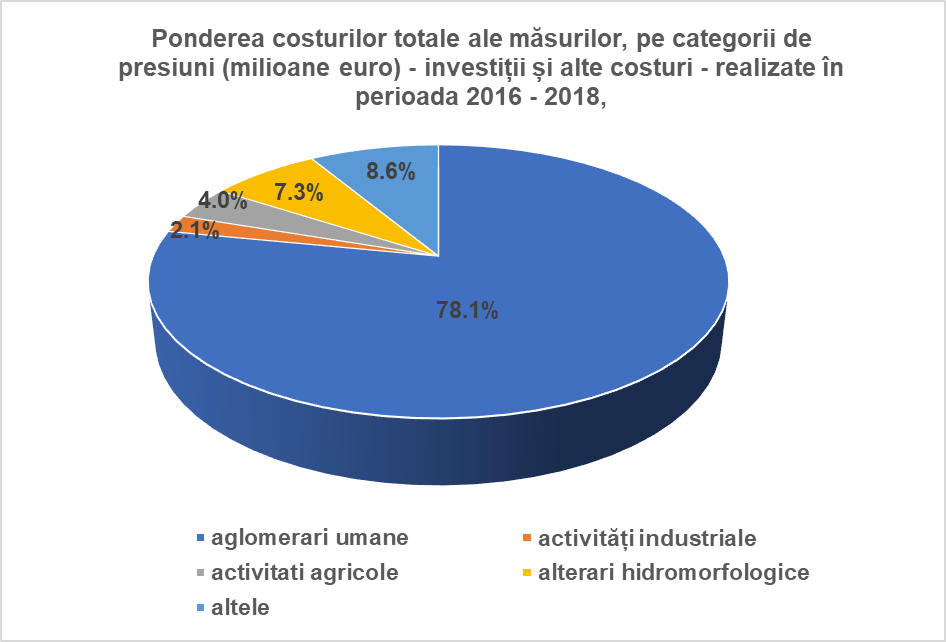 Ponderea costurilor totale ale măsurilor, pe categorii de
presiuni (milioane euro) - investiții și alte costuri - realizate în
perioada 2016 - 2018,
8.6%
7.3%
4.0%
2.1%
78.1%
aglomerari umane
activități industriale
activitati agricole
alterari hidromorfologice
altele